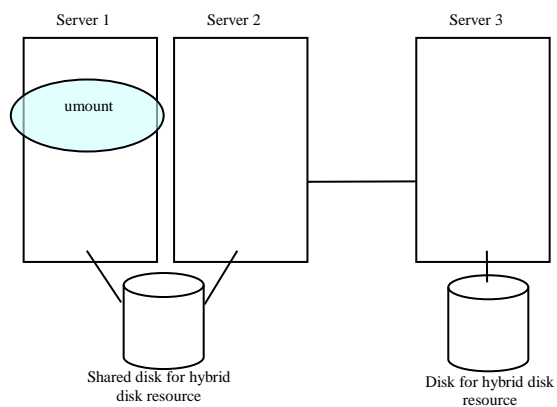 Server 1
Server 2
Server 3
umount
Shared disk for hybrid
disk resource
Disk for hybrid disk
resource